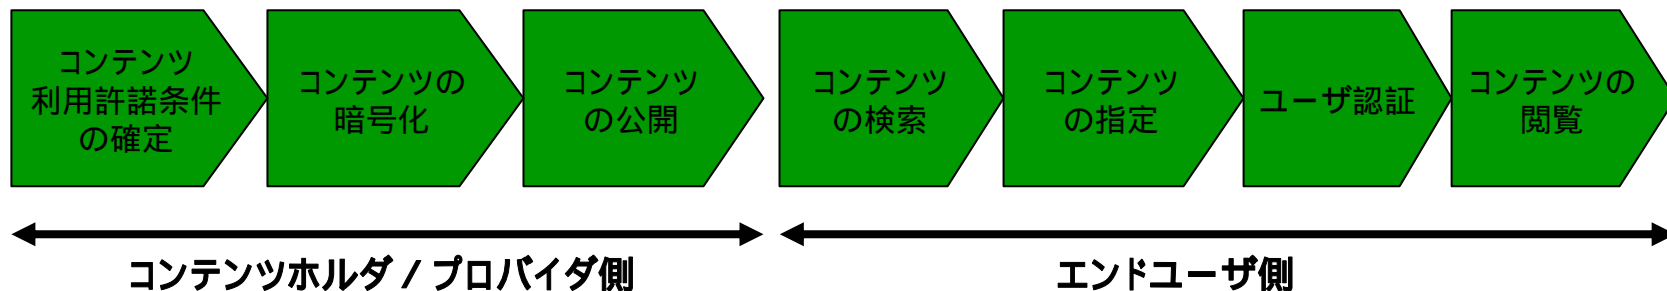 コンテンツ
利用許諾条件
の確定
コンテンツの
暗号化
コンテンツ
の公開
コンテンツ
の検索
コンテンツ
の指定
ユーザ認証
コンテンツの
閲覧
コンテンツホルダ / プロバイダ側
エンドユーザ側